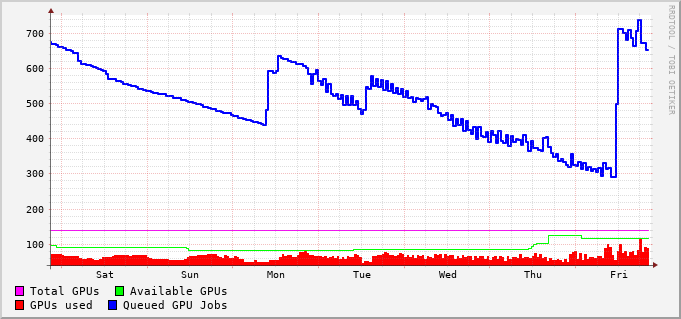 700
600
500
400
300
200
100
Sat Sun Mon Tue Wed Thu Fri
Total GPUs Available GPUs
GPUs used Queued GPU Jobs
RRDTOOL / TOBI OETIKER